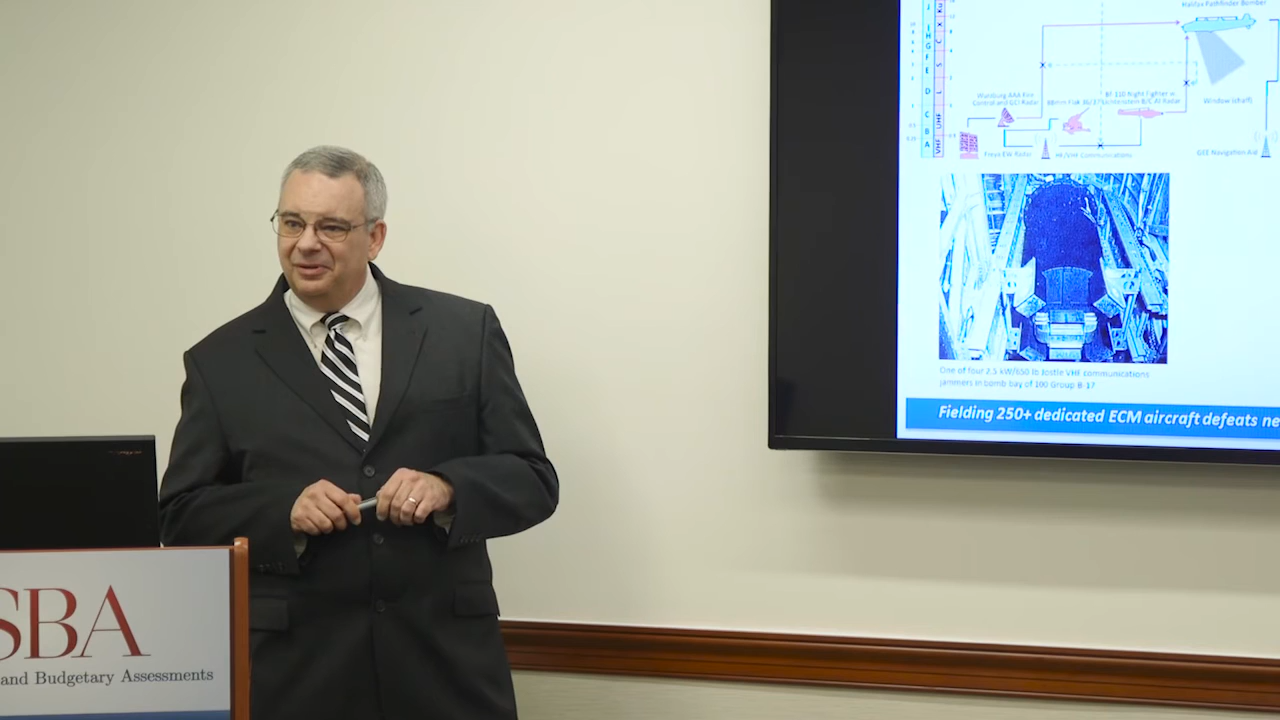 SBA
and Budgetary Assessments
Halifax Pathfinder Bomber
J
Ku
I
X
H
G
C
F
E
S
D
L
C
UHF
B
A
VHF
Wurzburg AAA Fire
Control and GCI Radar
88mm Flak 36/37
Bf 110 Night Fighter w
Lichtenstein B/C AI Radar
Window (chaff)
Freya EW Radar
HF/UHF Communications
GEE Navigation Aid
One of four 2.5 kW/650 lb Jostle VHF communications
jammers in bomb bay of 100 Group B-17
Fielding 250+ dedicated ECM aircraft defeats ne